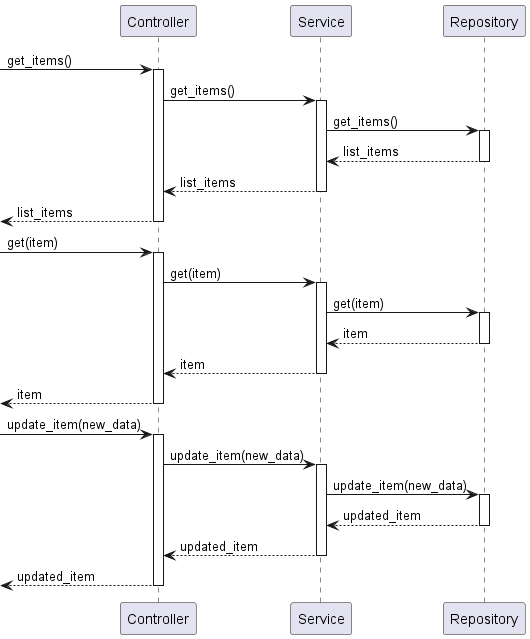 Controller Service Repository
get_items()
get_items()
get_items()
list_items
list_items
list_items
get(item)
get(item)
get(item)
item
item
item
update_item(new_data)
update_item(new_data)
update_item(new_data)
updated_item
updated_item
updated_item
Controller Service Repository